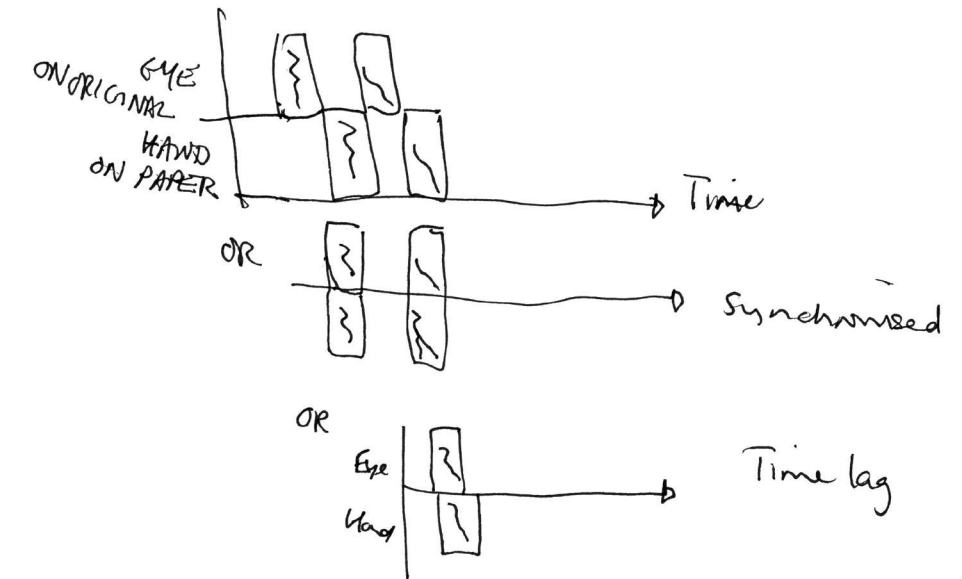 EYE
ON ORIGINAL
HAND
ON PAPER
Time
OR
Synchronised
OR
Eye
Hand
Time lag